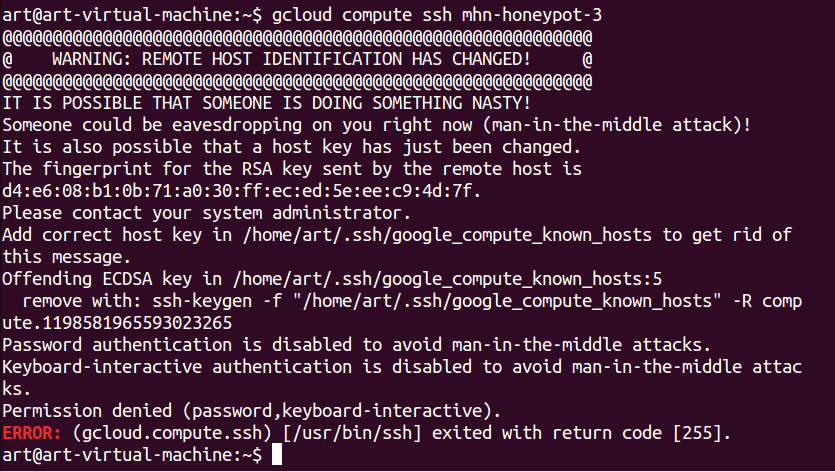 art@art-virtual-machine:~$ gcloud compute ssh mhn-honeypot-3
@@@@@@@@@@@@@@@@@@@@@@@@@@@@@@@@@@@@@@@@@@@@@@@@@@@@@@@@@@@
@    WARNING: REMOTE HOST IDENTIFICATION HAS CHANGED!     @
@@@@@@@@@@@@@@@@@@@@@@@@@@@@@@@@@@@@@@@@@@@@@@@@@@@@@@@@@@@
IT IS POSSIBLE THAT SOMEONE IS DOING SOMETHING NASTY!
Someone could be eavesdropping on you right now (man-in-the-middle attack)!
It is also possible that a host key has just been changed.
The fingerprint for the RSA key sent by the remote host is
d4:e6:08:b1:0b:71:a0:30:ff:ec:ed:5e:ee:c9:4d:7f.
Please contact your system administrator.
Add correct host key in /home/art/.ssh/google_compute_known_hosts to get rid of
this message.
Offending ECDSA key in /home/art/.ssh/google_compute_known_hosts:5
  remove with: ssh-keygen -f "/home/art/.ssh/google_compute_known_hosts" -R comp
ute.1198581965593023265
Password authentication is disabled to avoid man-in-the-middle attacks.
Keyboard-interactive authentication is disabled to avoid man-in-the-middle attac
ks.
Permission denied (password,keyboard-interactive).
ERROR: (gcloud.compute.ssh) [/usr/bin/ssh] exited with return code [255].
art@art-virtual-machine:~$